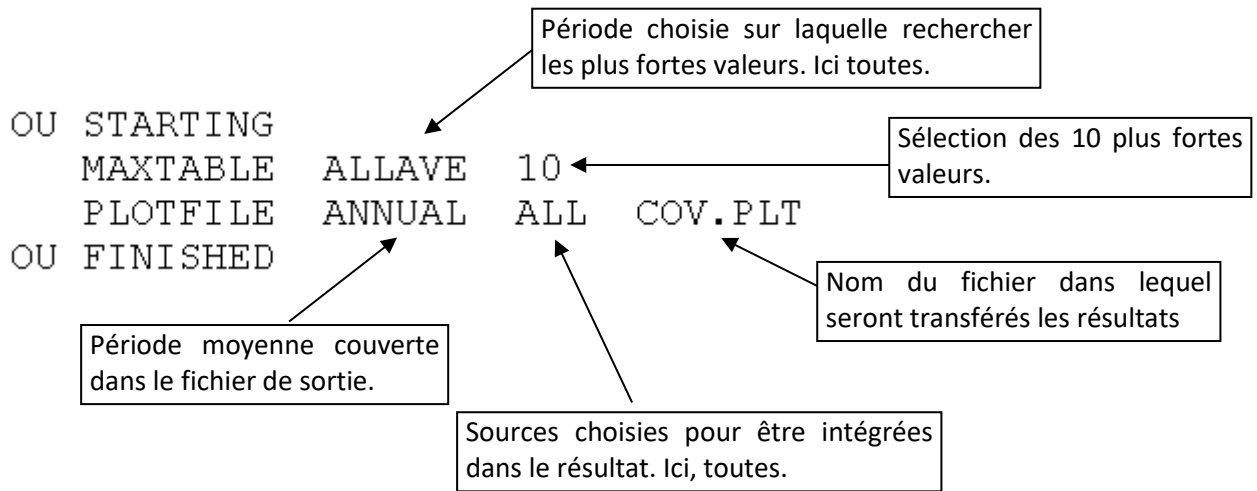 Période choisie sur laquelle rechercher
les plus fortes valeurs. Ici toutes.
OU STARTING
MAXTABLE ALLAVE 10
PLOTFILE ANNUAL ALL COV.PLT
OU FINISHED
Sélection des 10 plus fortes
valeurs.
Nom du fichier dans lequel
seront transférés les résultats
Période moyenne couverte
dans le fichier de sortie.
Sources choisies pour être intégrées
dans le résultat. Ici, toutes.